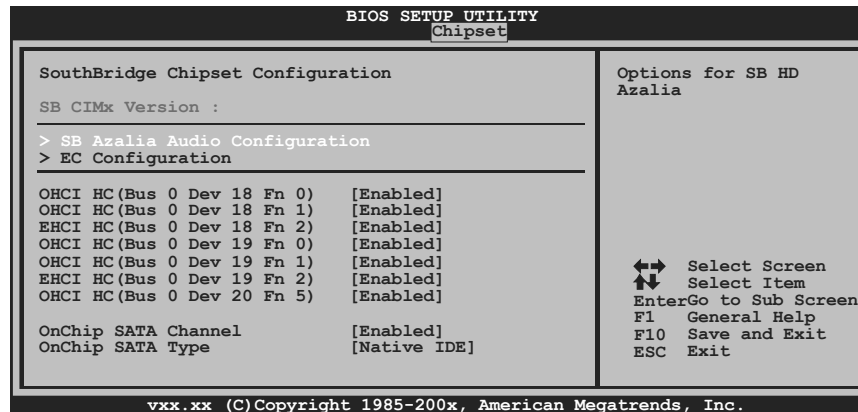 BIOS SETUP UTILITY
Chipset
SouthBridge Chipset Configuration
SB CIMx Version :
> SB Azalia Audio Configuration
> EC Configuration
OHCI HC(Bus 0 Dev 18 Fn 0) [Enabled]
OHCI HC(Bus 0 Dev 18 Fn 1) [Enabled]
EHCI HC(Bus 0 Dev 18 Fn 2) [Enabled]
OHCI HC(Bus 0 Dev 19 Fn 0) [Enabled]
OHCI HC(Bus 0 Dev 19 Fn 1) [Enabled]
EHCI HC(Bus 0 Dev 19 Fn 2) [Enabled]
OHCI HC(Bus 0 Dev 20 Fn 5) [Enabled]
OnChip SATA Channel [Enabled]
OnChip SATA Type [Native IDE]
Options for SB HD
Azalia
Select Screen
Select Item
EnterGo to Sub Screen
F1 General Help
F10 Save and Exit
ESC Exit
vxx.xx (C)Copyright 1985-200x, American Megatrends, Inc.